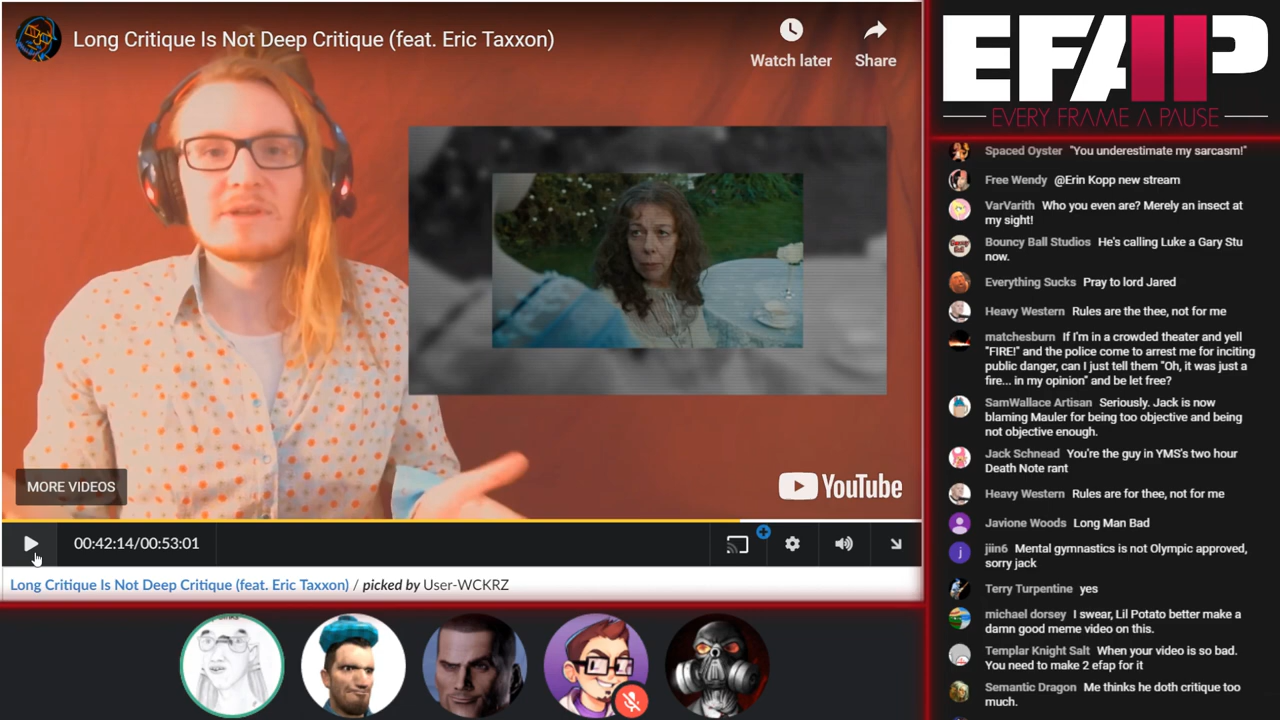 Long Critique Is Not Deep Critique (feat. Eric Taxxon)
Watch later
Share
MORE VIDEOS
YouTube
00:42:14/00:53:01
Long Critique Is Not Deep Critique (feat. Eric Taxxon) / picked by User-WCKRZ
EFAP
EVERY FRAME A PAUSE
Spaced Oyster "You underestimate my sarcasm!"
Free Wendy @Erin Kopp new stream
VarVarith Who you even are? Merely an insect at
my sight!
Bouncy Ball Studios He's calling Luke a Gary Stu
now.
Everything Sucks Pray to lord Jared
Heavy Western Rules are the thee, not for me
matchesburn If I'm in a crowded theater and yell
"FIRE!" and the police come to arrest me for inciting
public danger, can I just tell them "Oh, it was just a
fire... in my opinion" and be let free?
SamWallace Artisan Seriously. Jack is now
blaming Mauler for being too objective and being
not objective enough.
Jack Schnead You're the guy in YMS's two hour
Death Note rant
Heavy Western Rules are for thee, not for me
Javione Woods Long Man Bad
jiin6 Mental gymnastics is not Olympic approved,
sorry jack
Terry Turpentine yes
michael dorsey I swear, Lil Potato better make a
damn good meme video on this.
Templar Knight Salt When your video is so bad.
You need to make 2 efap for it
Semantic Dragon Me thinks he doth critique too
much.